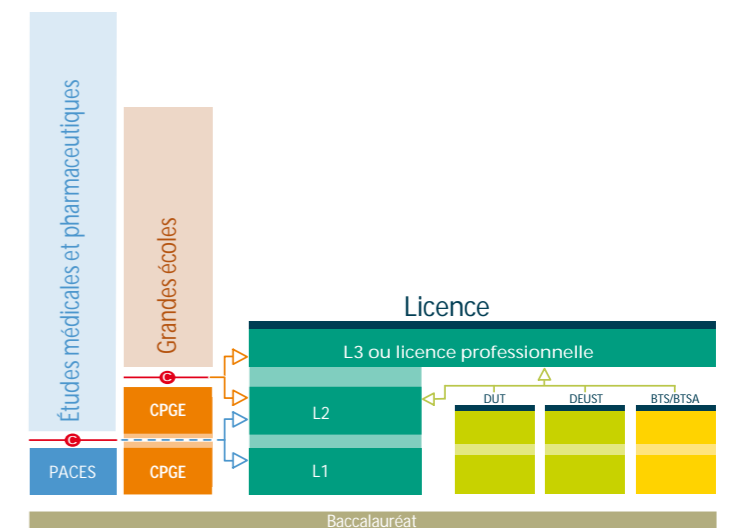 Études médicales et pharmaceutiques
Grandes écoles
Licence
L3 ou licence professionnelle
C
CPGE
L2
DUT
DEUST
BTS/BTSA
C
PACES
CPGE
L1
Baccalauréat